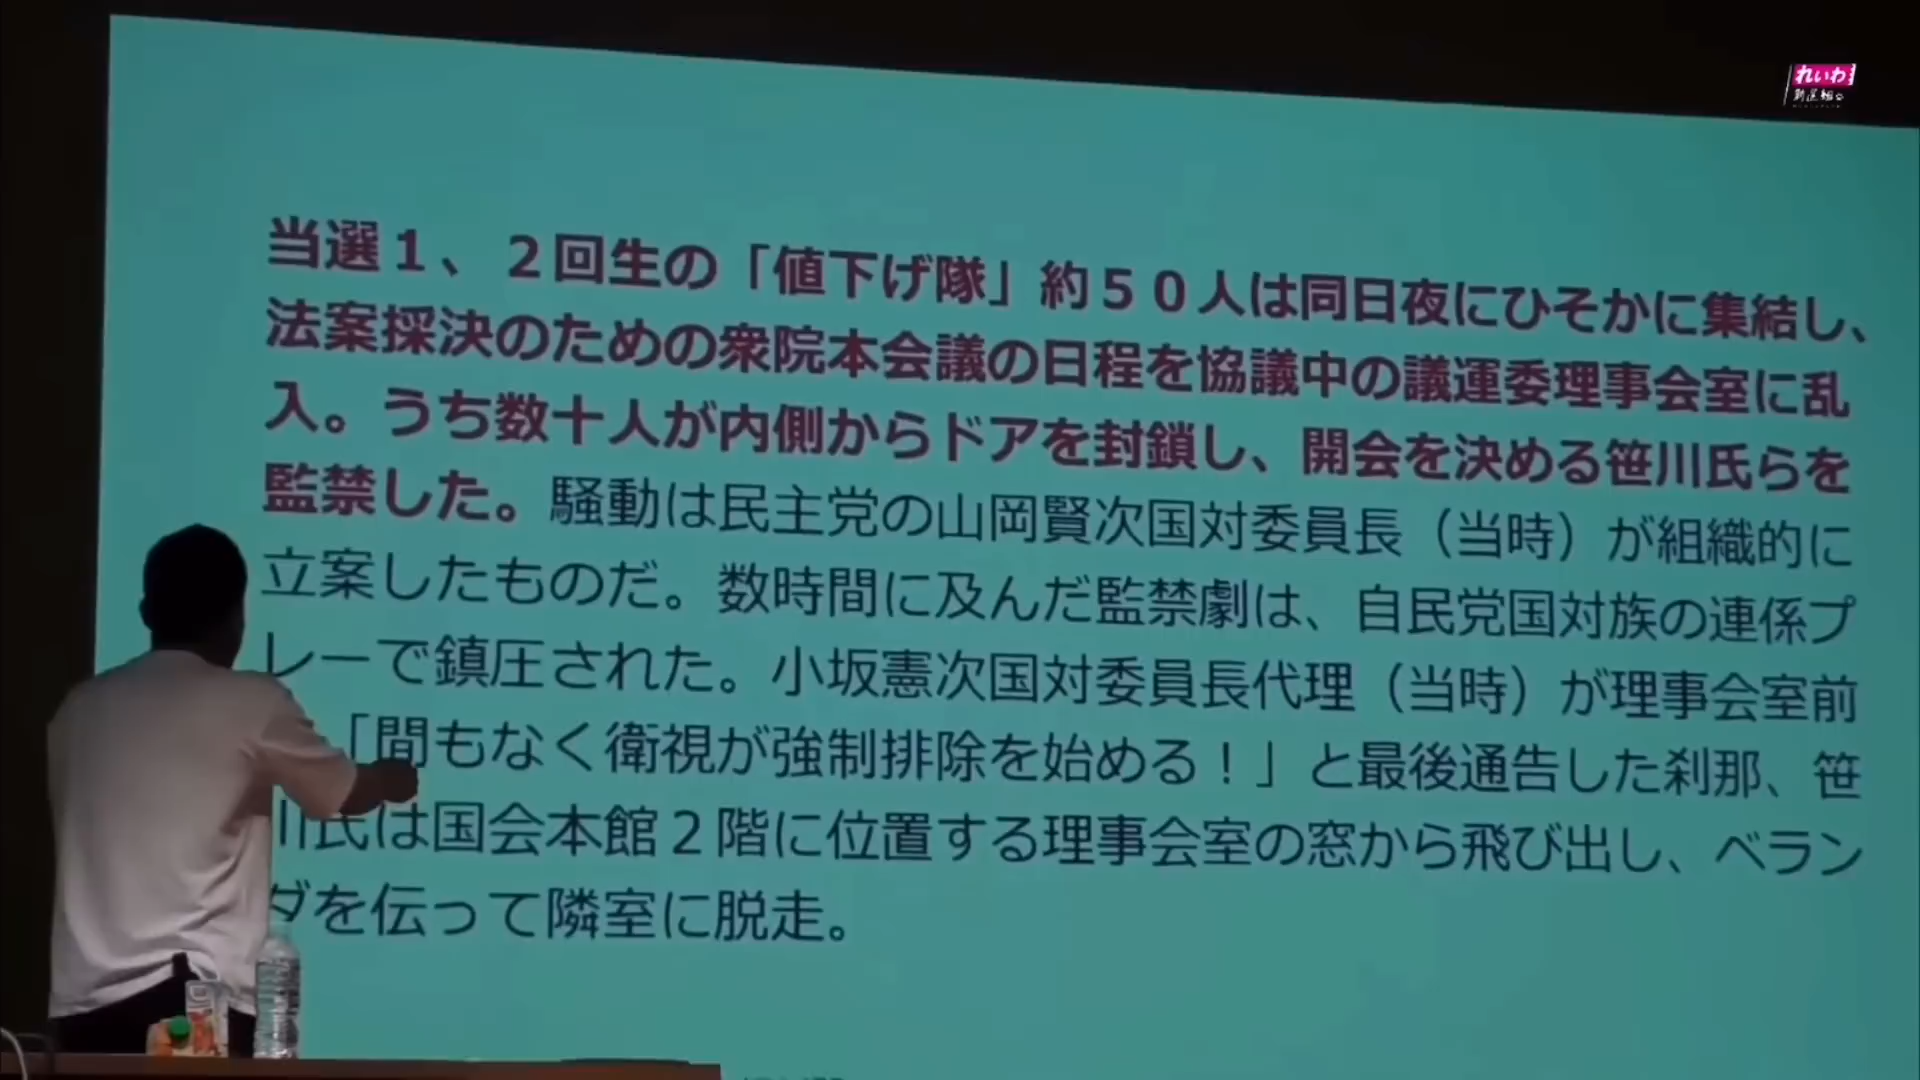 れいわ
新選組
当選１、２回生の「値下げ隊」約５０人は同日夜にひそかに集結し、
法案採決のための衆院本会議の日程を協議中の議運委理事会室に乱
入。うち数十人が内側からドアを封鎖し、開会を決める笹川氏らを
監禁した。騒動は民主党の山岡賢次国対委員長（当時）が組織的に
立案したものだ。数時間に及んだ監禁劇は、自民党国対族の連係プ
レーで鎮圧された。小坂憲次国対委員長代理（当時）が理事会室前
「間もなく衛視が強制排除を始める！」と最後通告した刹那、笹
川氏は国会本館２階に位置する理事会室の窓から飛び出し、ベラン
ダを伝って隣室に脱走。